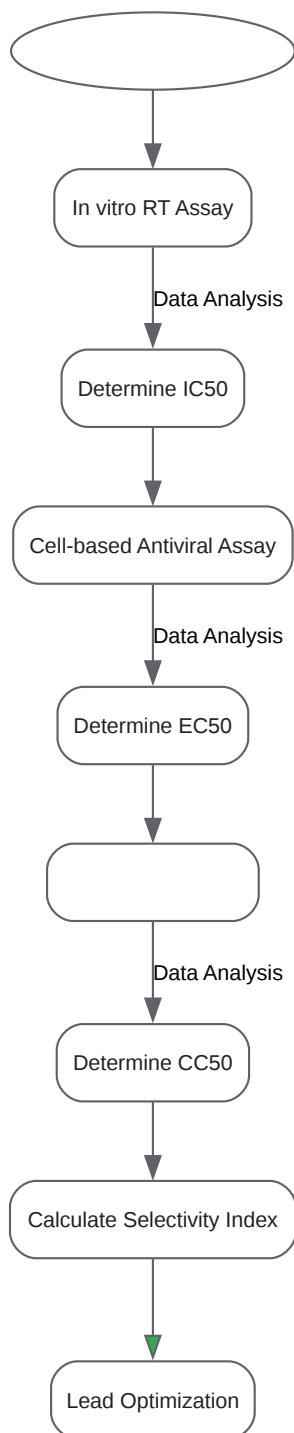 In vitro RT Assay
Data Analysis
Determine IC50
Cell-based Antiviral Assay
Data Analysis
Determine EC50
Data Analysis
Determine CC50
Calculate Selectivity Index
Lead Optimization